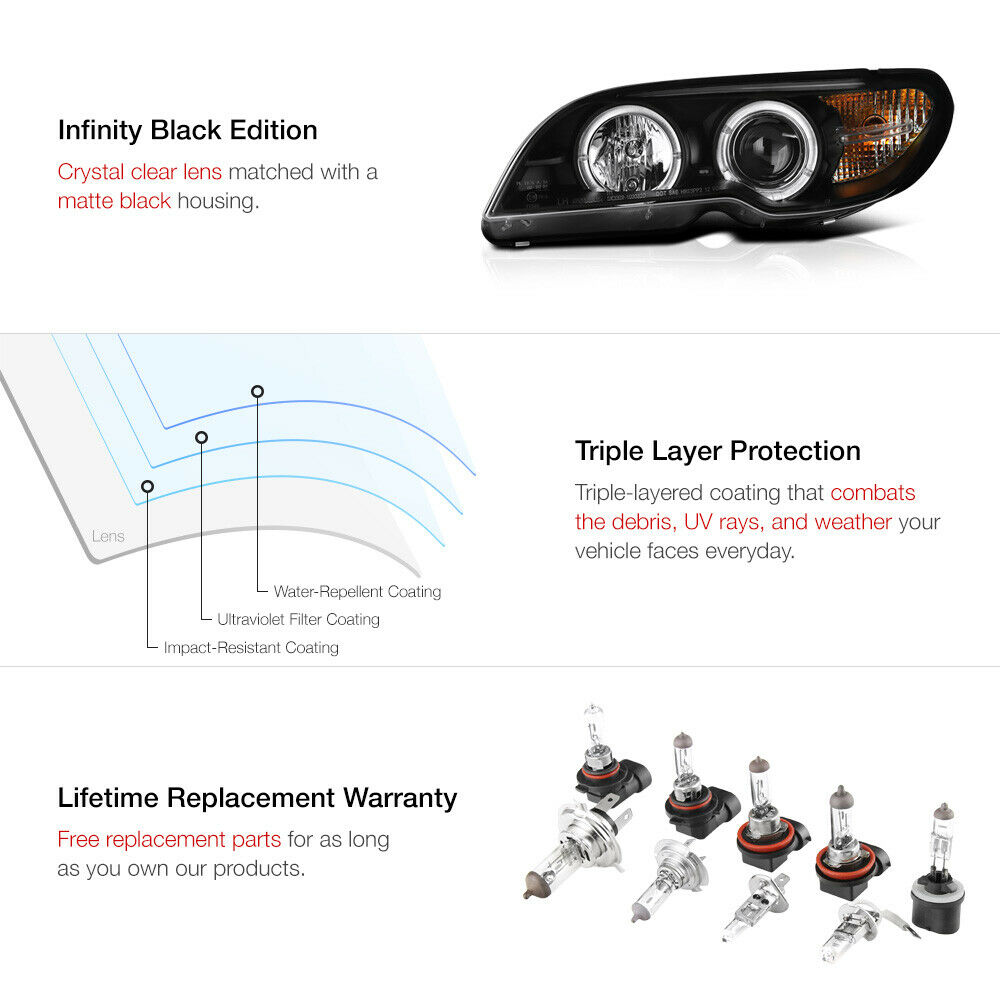 Infinity Black Edition
Crystal clear lens matched with a
matte black housing.
Triple Layer Protection
Triple-layered coating that combats
the debris, UV rays, and weather your
vehicle faces everyday.
Lens
Water-Repellent Coating
Ultraviolet Filter Coating
Impact-Resistant Coating
Lifetime Replacement Warranty
Free replacement parts for as long
as you own our products.